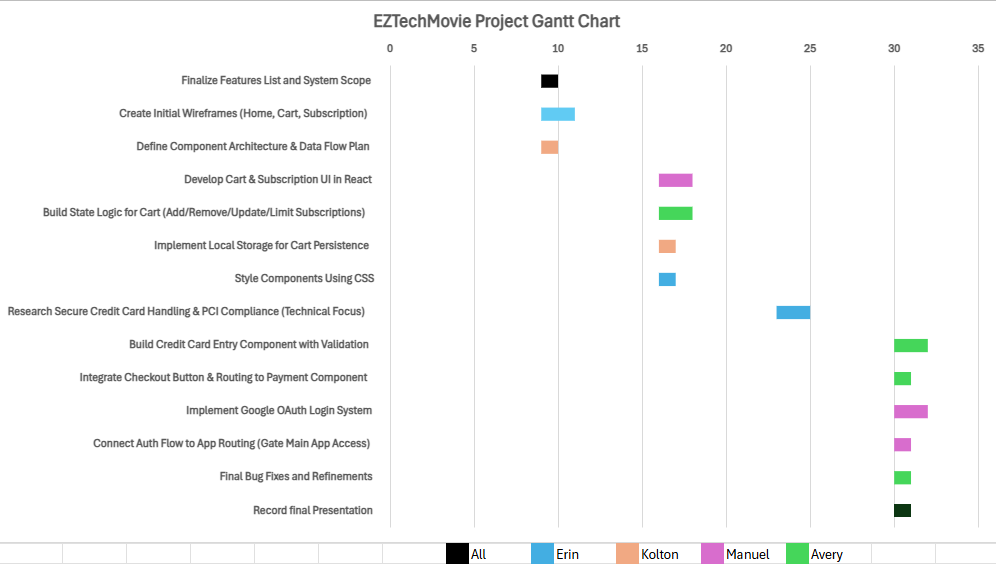 EZTechMovie Project Gantt Chart
0 5 10 15 20 25 30 35
Finalize Features List and System Scope
Create Initial Wireframes (Home, Cart, Subscription)
Define Component Architecture & Data Flow Plan
Develop Cart & Subscription UI in React
Build State Logic for Cart (Add/Remove/Update/Limit Subscriptions)
Implement Local Storage for Cart Persistence
Style Components Using CSS
Research Secure Credit Card Handling & PCI Compliance (Technical Focus)
Build Credit Card Entry Component with Validation
Integrate Checkout Button & Routing to Payment Component
Implement Google OAuth Login System
Connect Auth Flow to App Routing (Gate Main App Access)
Final Bug Fixes and Refinements
Record final Presentation
All Erin Kolton Manuel Avery